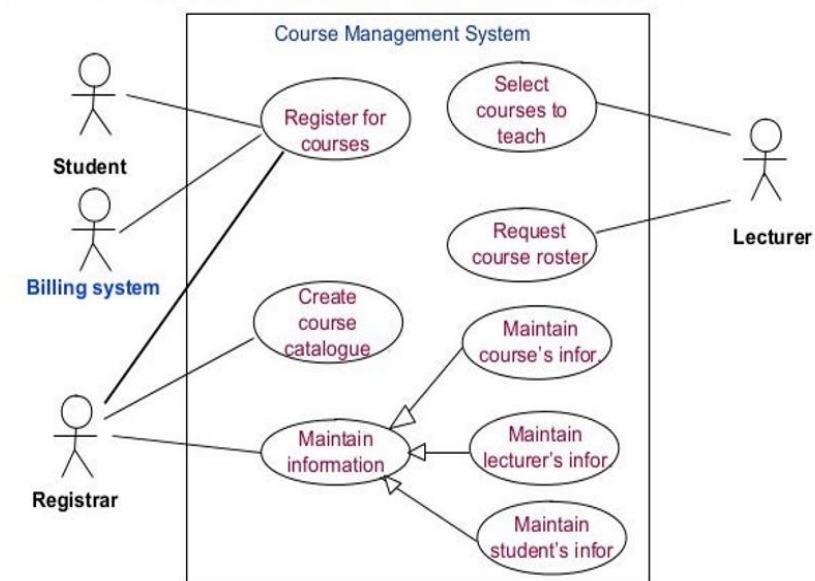 Course Management System
Select
courses to
teach
Register for
courses
Student
Lecturer
Request
course roster
Billing system
Create
course
catalogue
Maintain
course's infor.
Maintain
information
Maintain
lecturer's infor.
Registrar
Maintain
student's infor.